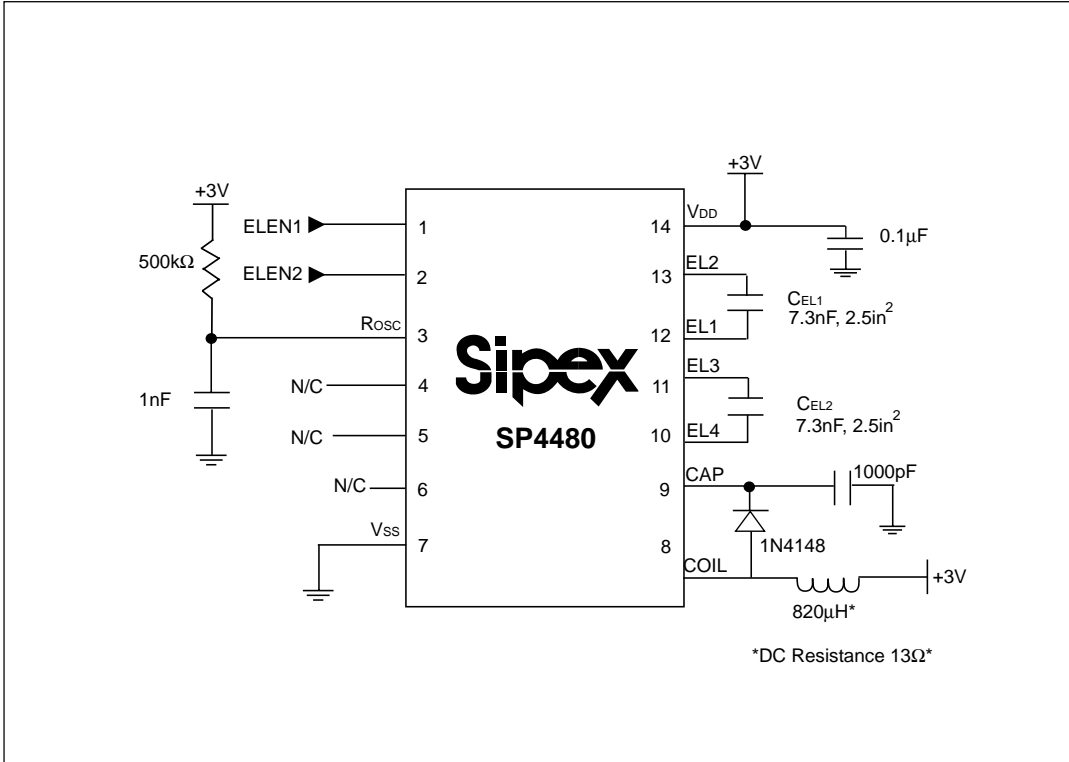 +3V
500kΩ
1nF
ELEN1
ELEN2
ROSC
N/C
N/C
N/C
VSS
1
2
3
4
5
6
7
Sipex
SP4480
14
13
12
11
10
9
8
+3V
VDD
0.1µF
EL2
CEL1
7.3nF, 2.5in²
EL1
EL3
CEL2
7.3nF, 2.5in²
EL4
CAP
1000pF
1N4148
COIL
+3V
820µH*
*DC Resistance 13Ω*